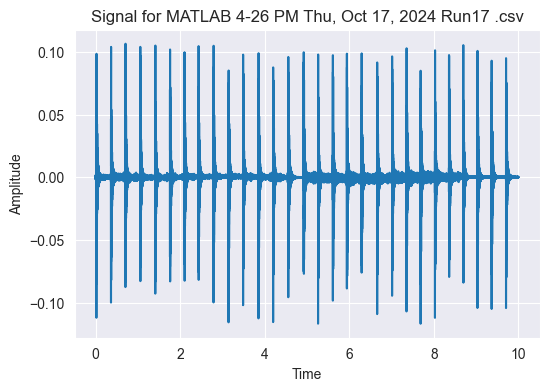 Signal for MATLAB 4-26 PM Thu, Oct 17, 2024 Run17 .csv
0.10
0.05
0.00
−0.05
−0.10
Amplitude
0 2 4 6 8 10
Time